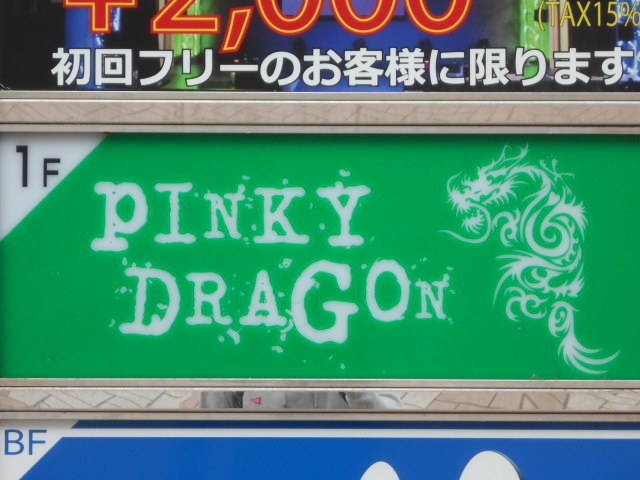 ¥2,000
(TAX15%
初回フリーのお客様に限ります
1F
PINKY
DRAGON
BF